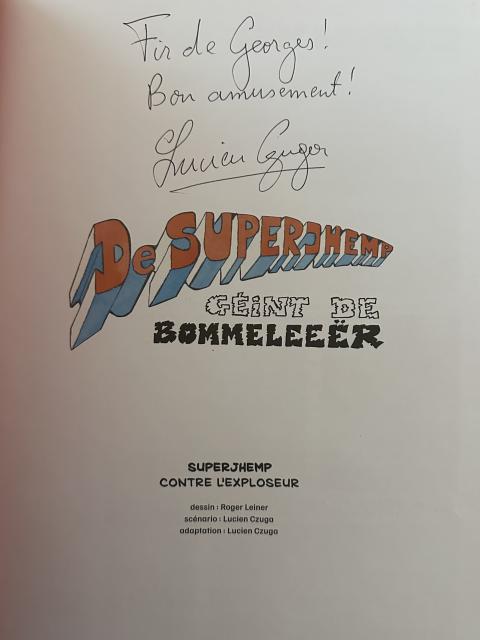 Fir de Georges!
Bon amusement!
Lucien Czuga
De SUPERJHEMP
GÉINT DE
BOMMELEEËR
SUPERJHEMP
CONTRE L'EXPLOSEUR
dessin : Roger Leiner
scénario : Lucien Czuga
adaptation : Lucien Czuga